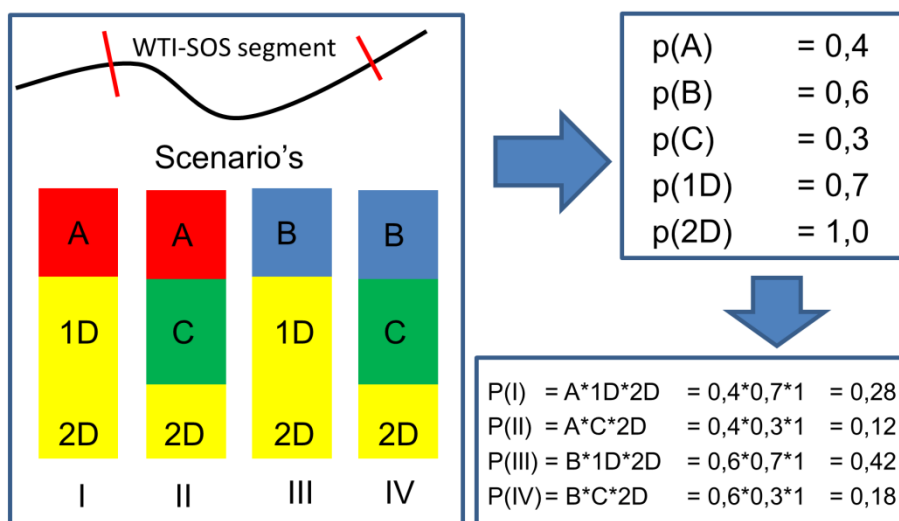 WTI-SOS segment
Scenario's
A A B B
1D C 1D C
2D 2D 2D 2D
I II III IV
p(A) = 0,4
p(B) = 0,6
p(C) = 0,3
p(1D) = 0,7
p(2D) = 1,0
P(I) = A*1D*2D = 0,4*0,7*1 = 0,28
P(II) = A*C*2D = 0,4*0,3*1 = 0,12
P(III) = B*1D*2D = 0,6*0,7*1 = 0,42
P(IV) = B*C*2D = 0,6*0,3*1 = 0,18